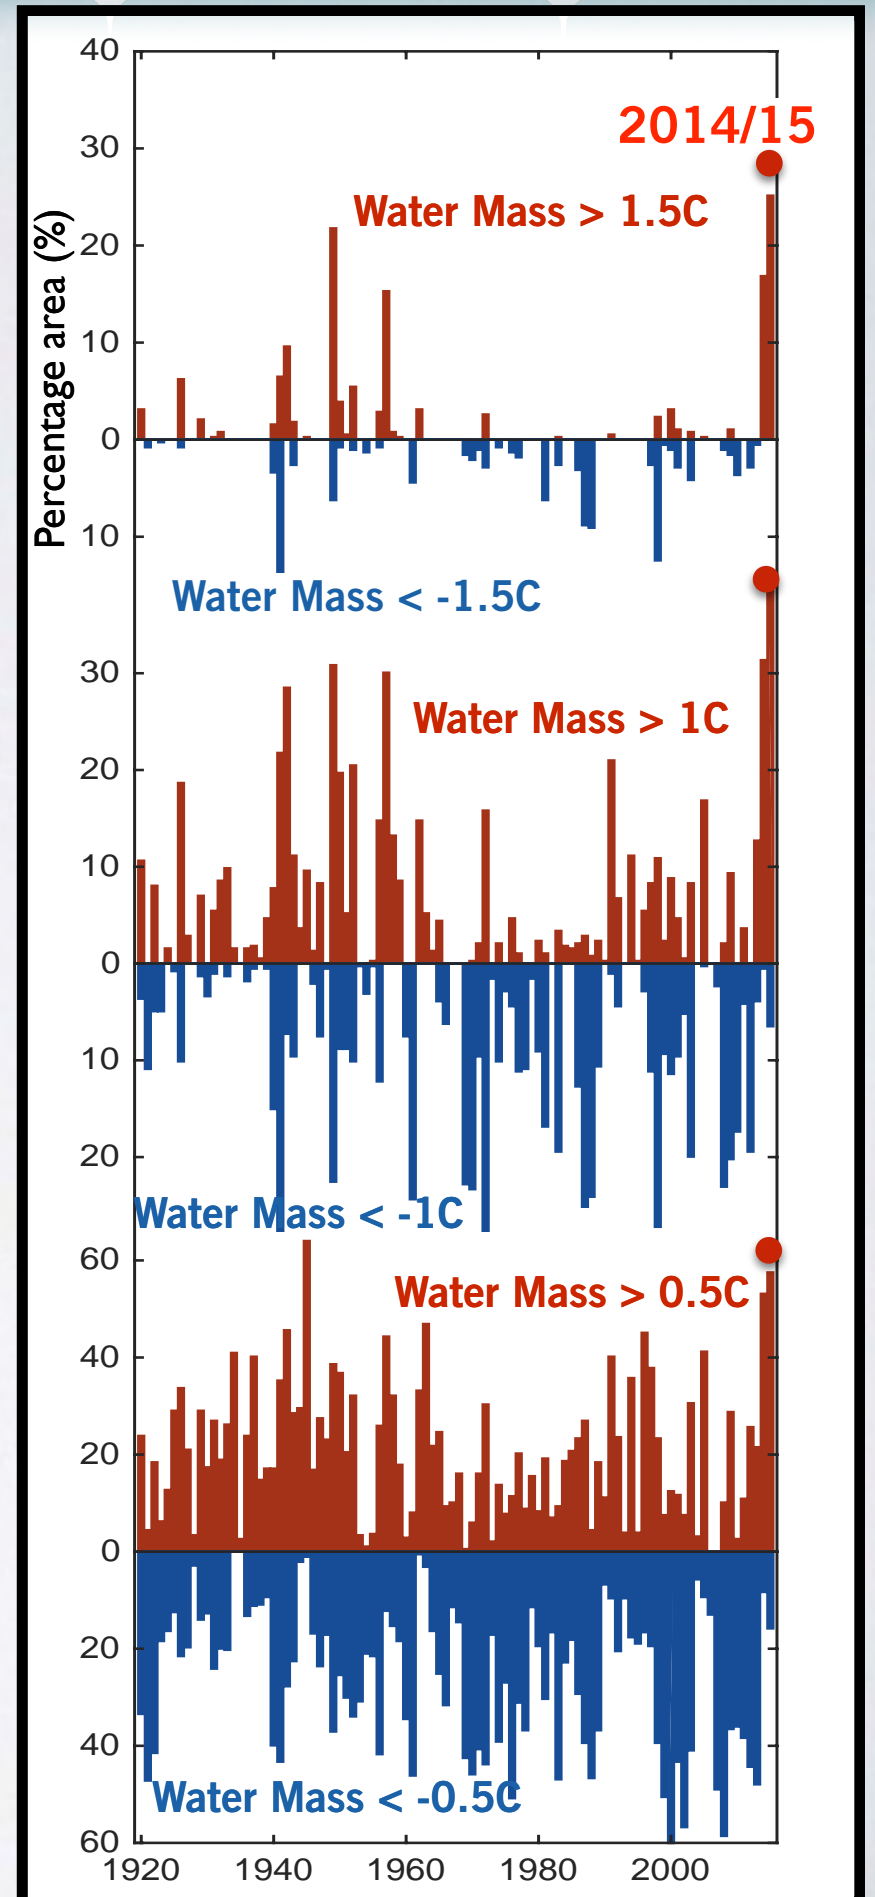 40
2014/15
30
Water Mass > 1.5C
20
Percentage area (%)
10
0
10
Water Mass < -1.5C
30
Water Mass > 1C
20
10
0
10
20
Water Mass < -1C
60
Water Mass > 0.5C
40
20
0
20
40
Water Mass < -0.5C
60
1920 1940 1960 1980 2000